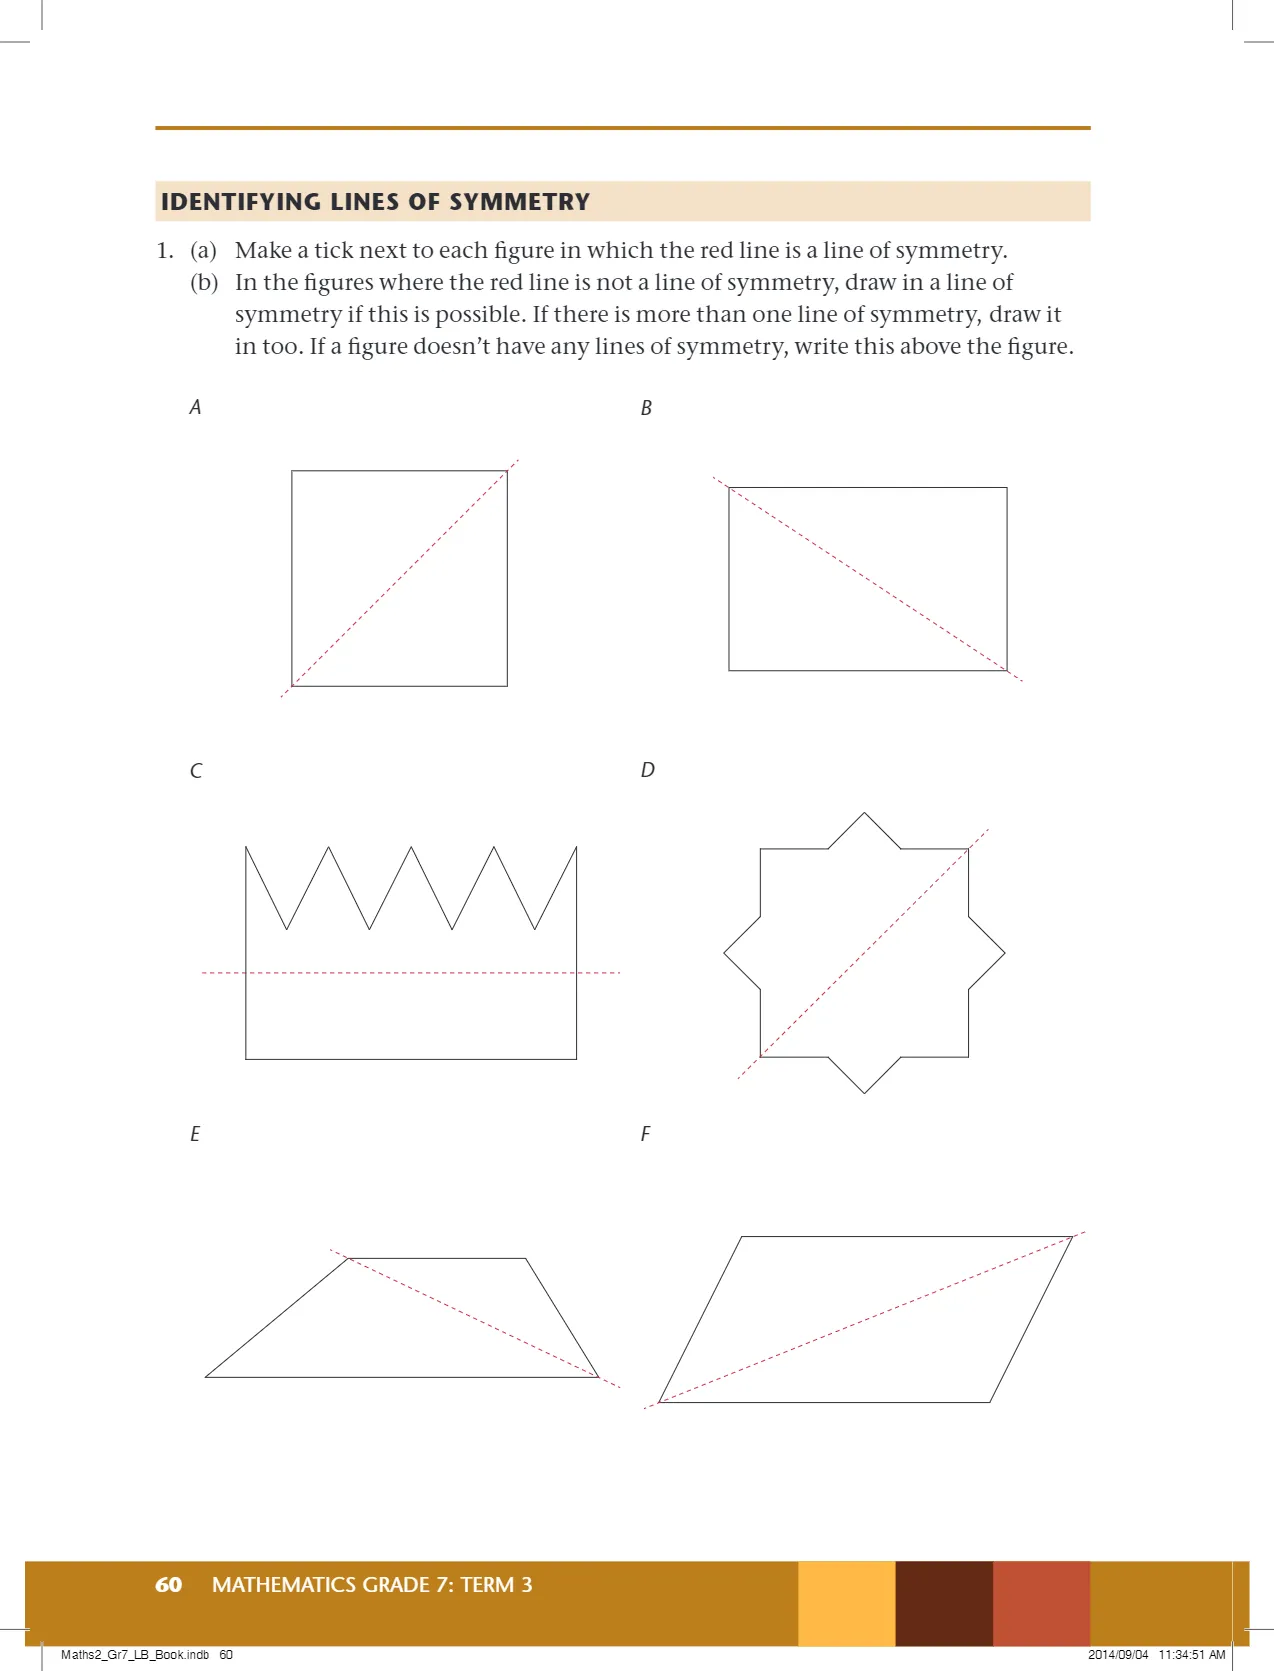 IDENTIFYING LINES OF SYMMETRY
1. (a) Make a tick next to each figure in which the red line is a line of symmetry.
(b) In the figures where the red line is not a line of symmetry, draw in a line of
symmetry if this is possible. If there is more than one line of symmetry, draw it
in too. If a figure doesn’t have any lines of symmetry, write this above the figure.
A
B
C
D
E
F
60 MATHEMATICS GRADE 7: TERM 3
Maths2_Gr7_LB_Book.indb 60
2014/09/04 11:34:51 AM